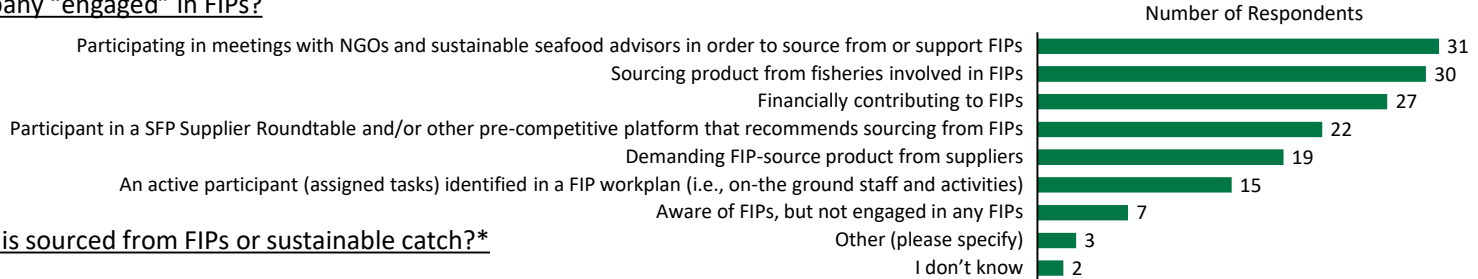 "engaged" in FIPs?
Number of Respondents
Participating in meetings with NGOs and sustainable seafood advisors in order to source from or support FIPs 31
Sourcing product from fisheries involved in FIPs 30
Financially contributing to FIPs 27
Participant in a SFP Supplier Roundtable and/or other pre-competitive platform that recommends sourcing from FIPs 22
Demanding FIP-source product from suppliers 19
An active participant (assigned tasks) identified in a FIP workplan (i.e., on-the ground staff and activities) 15
Aware of FIPs, but not engaged in any FIPs 7
is sourced from FIPs or sustainable catch?*
Other (please specify) 3
I don't know 2